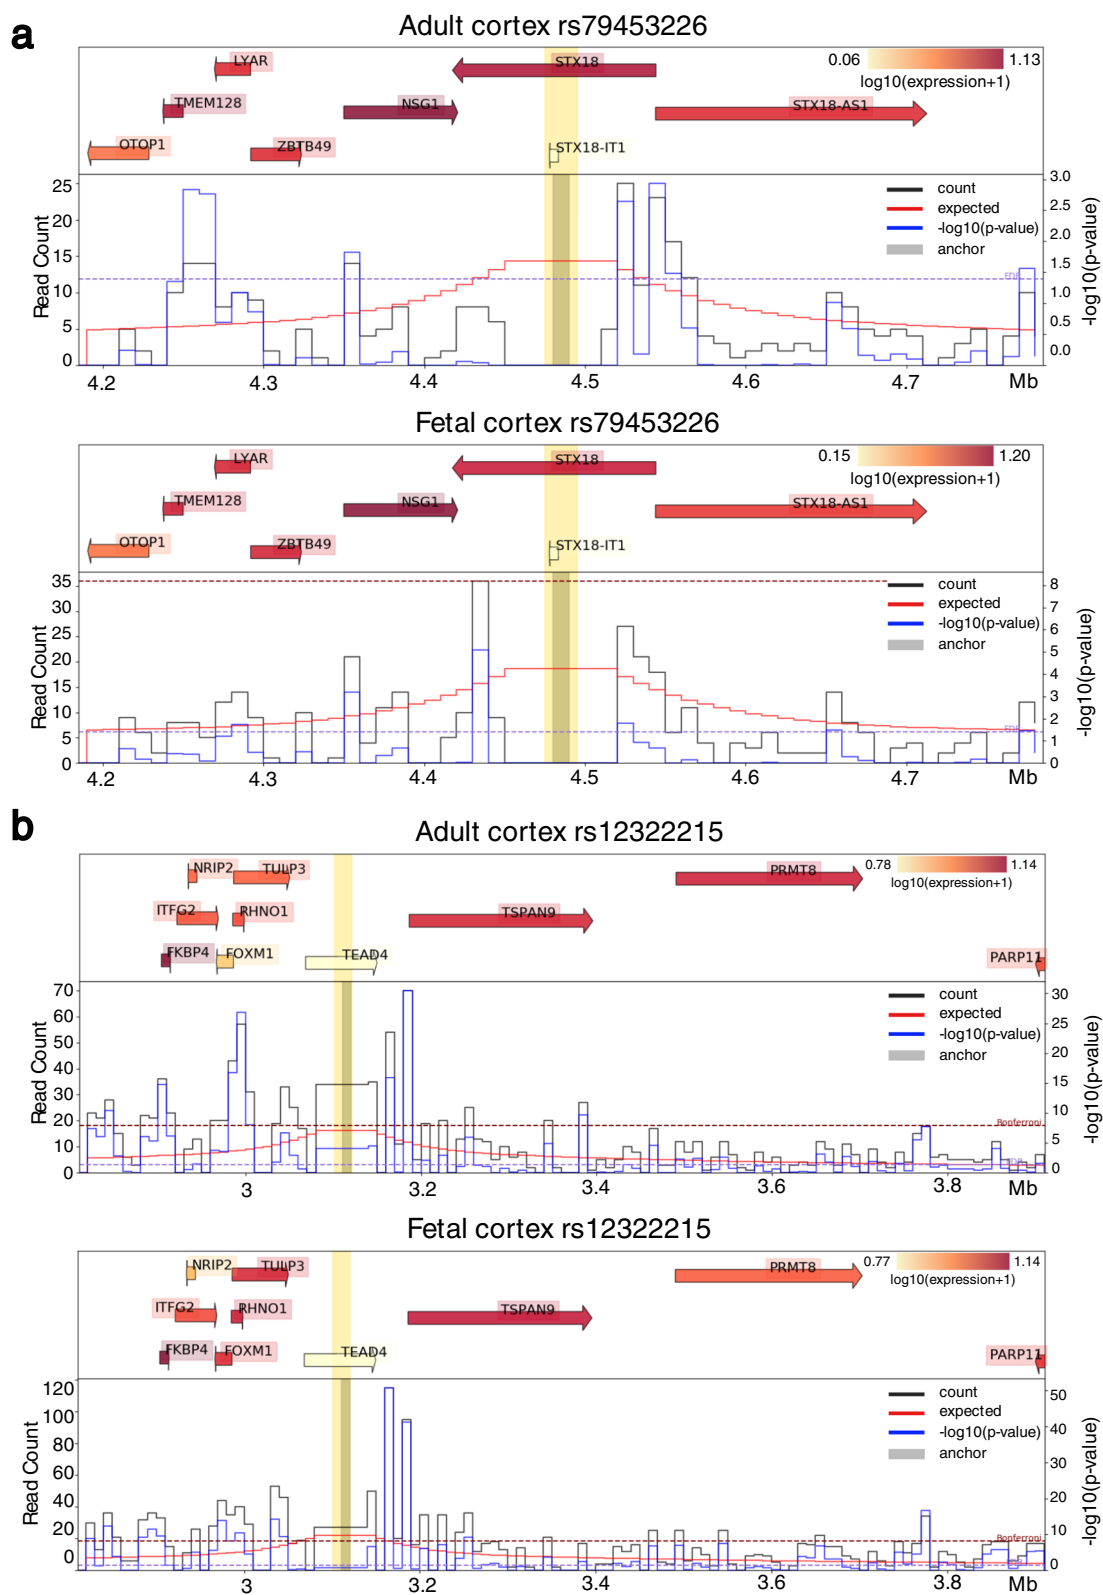 a
Adult cortex rs79453226
LYAR
STX18
0.06
1.13
log10(expression+1)
TMEM128
NSG1
STX18-AS1
OTOP1
ZBTB49
STX18-IT1
25
20
15
10
5
0
Read Count
count
expected
-log10(p-value)
anchor
FDR
3.0
2.5
2.0
1.5
1.0
0.5
0.0
-log10(p-value)
4.2
4.3
4.4
4.5
4.6
4.7
Mb
Fetal cortex rs79453226
LYAR
STX18
0.15
1.20
log10(expression+1)
TMEM128
NSG1
STX18-AS1
OTOP1
ZBTB49
STX18-IT1
35
30
25
20
15
10
5
0
Read Count
count
expected
-log10(p-value)
anchor
FDR
8
7
6
5
4
3
2
1
0
-log10(p-value)
4.2
4.3
4.4
4.5
4.6
4.7
Mb
b
Adult cortex rs12322215
NRIP2
TULP3
PRMT8
0.78
1.14
log10(expression+1)
ITFG2
RHNO1
TSPAN9
FKBP4
FOXM1
TEAD4
PARP11
70
60
50
40
30
20
10
0
Read Count
count
expected
-log10(p-value)
anchor
Bonferroni
FDR
30
25
20
15
10
5
0
-log10(p-value)
3
3.2
3.4
3.6
3.8
Mb
Fetal cortex rs12322215
NRIP2
TULP3
PRMT8
0.77
1.14
log10(expression+1)
ITFG2
RHNO1
TSPAN9
FKBP4
FOXM1
TEAD4
PARP11
120
100
80
60
40
20
0
Read Count
count
expected
-log10(p-value)
anchor
Bonferroni
50
40
30
20
10
0
-log10(p-value)
3
3.2
3.4
3.6
3.8
Mb